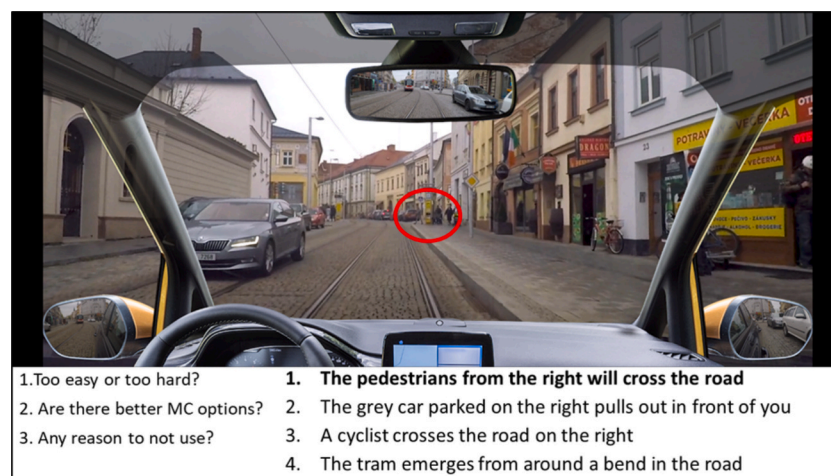 DRAGON
POTRAVINY
VEČERKA
VEČERKA
1.Too easy or too hard?
2. Are there better MC options?
3. Any reason to not use?
1. The pedestrians from the right will cross the road
2. The grey car parked on the right pulls out in front of you
3. A cyclist crosses the road on the right
4. The tram emerges from around a bend in the road